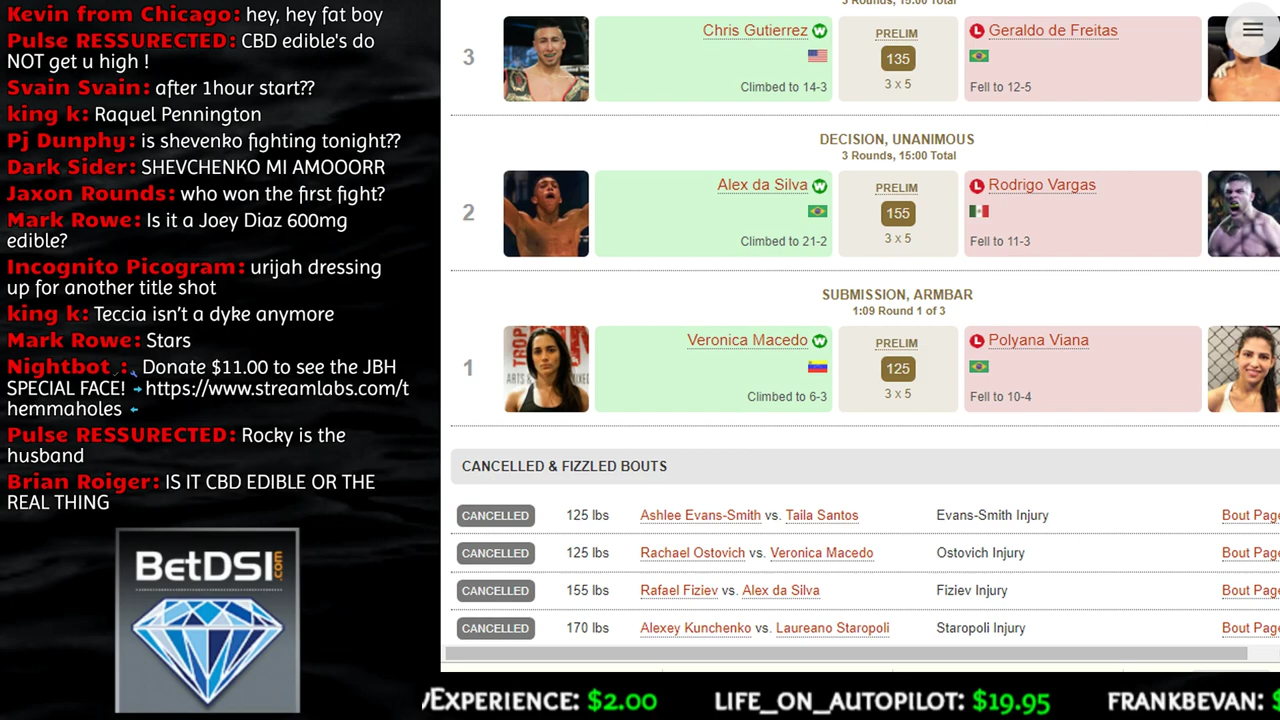 Kevin from Chicago: hey, hey fat boy
Pulse RESSURECTED: CBD edible's do
NOT get u high !
Svain Svain: after 1hour start??
king k: Raquel Pennington
Pj Dunphy: is shevenko fighting tonight??
Dark Sider: SHEVCHENKO MI AMOOORR
Jaxon Rounds: who won the first fight?
Mark Rowe: Is it a Joey Diaz 600mg
edible?
Incognito Picogram: urijah dressing
up for another title shot
king k: Teccia isn't a dyke anymore
Mark Rowe: Stars
Nightbot: Donate $11.00 to see the JBH
SPECIAL FACE! https://www.streamlabs.com/t
hemmaholes
Pulse RESSURECTED: Rocky is the
husband
Brian Roiger: IS IT CBD EDIBLE OR THE
REAL THING
BetDSI.com
3 Rounds, 15:00 Total
3
Chris Gutierrez W
Climbed to 14-3
PRELIM
135
3 x 5
L Geraldo de Freitas
Fell to 12-5
DECISION, UNANIMOUS
3 Rounds, 15:00 Total
2
Alex da Silva W
Climbed to 21-2
PRELIM
155
3 x 5
L Rodrigo Vargas
Fell to 11-3
SUBMISSION, ARMBAR
1:09 Round 1 of 3
1
Veronica Macedo W
Climbed to 6-3
PRELIM
125
3 x 5
L Polyana Viana
Fell to 10-4
CANCELLED & FIZZLED BOUTS
CANCELLED 125 lbs Ashlee Evans-Smith vs. Taila Santos Evans-Smith Injury Bout Page
CANCELLED 125 lbs Rachael Ostovich vs. Veronica Macedo Ostovich Injury Bout Page
CANCELLED 155 lbs Rafael Fiziev vs. Alex da Silva Fiziev Injury Bout Page
CANCELLED 170 lbs Alexey Kunchenko vs. Laureano Staropoli Staropoli Injury Bout Page
EXPERIENCE: $2.00 LIFE_ON_AUTOPILOT: $19.95 FRANKBEVAN: $